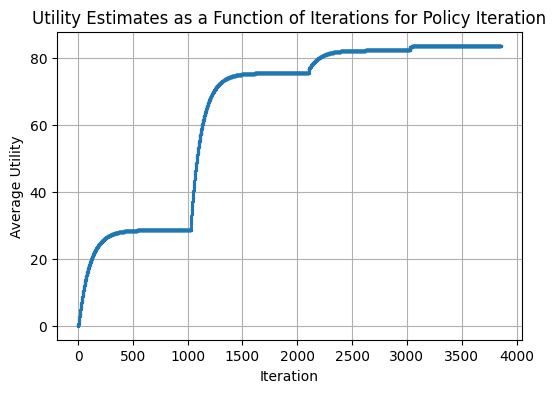 Utility Estimates as a Function of Iterations for Policy Iteration
80
60
40
20
0
Average Utility
0 500 1000 1500 2000 2500 3000 3500 4000
Iteration